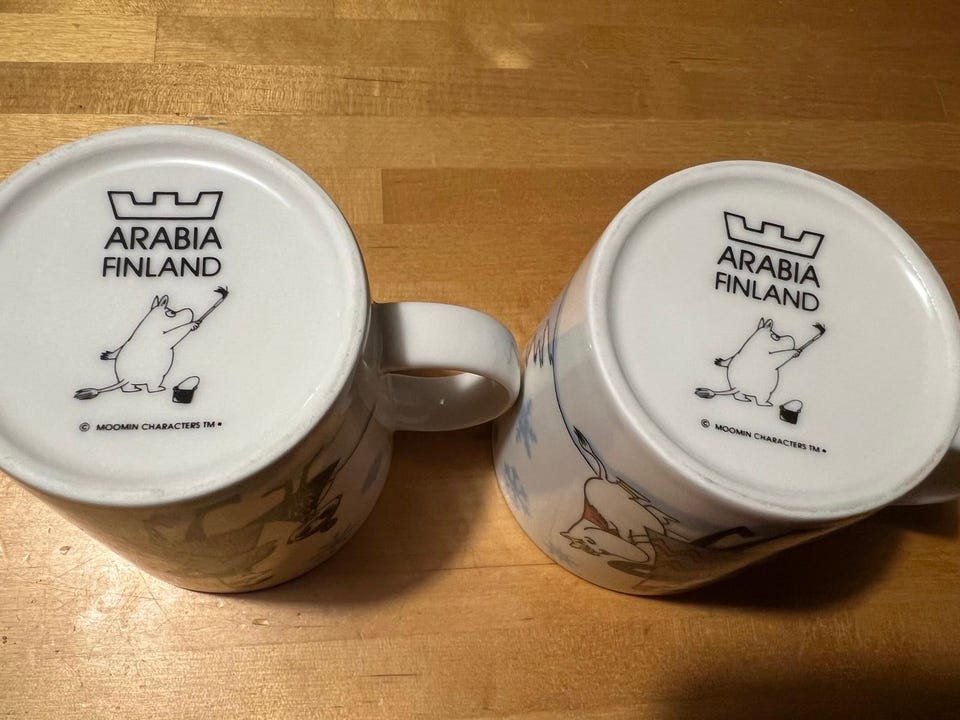 ARABIA
FINLAND
© MOOMIN CHARACTERS TM •
ARABIA
FINLAND
© MOOMIN CHARACTERS TM •